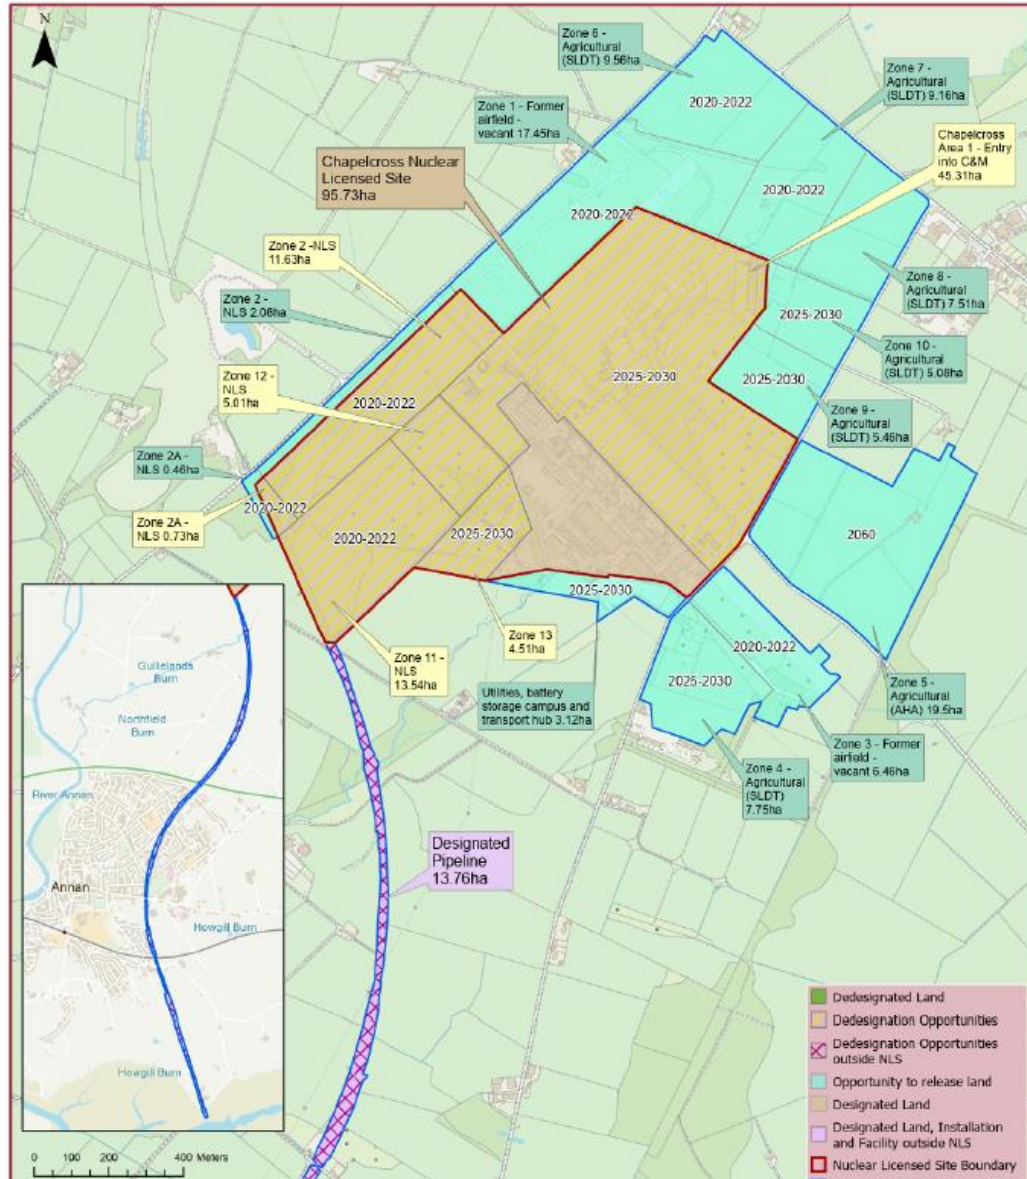 N
Zone 6 -
Agricultural
(SLDT) 9.56ha
Zone 7 -
Agricultural
(SLDT) 9.16ha
2020-2022
Zone 1 - Former
airfield -
vacant 17.45ha
Chapelcross
Area 1 - Entry
into C&M
45.31ha
Chapelcross Nuclear
Licensed Site
95.73ha
2020-2022
2020-2022
Zone 2 -NLS
11.63ha
Zone 8 -
Agricultural
(SLDT) 7.51ha
Zone 2 -
NLS 2.08ha
2025-2030
Zone 10 -
Agricultural
(SLDT) 5.08ha
Zone 12 -
NLS
5.01ha
2025-2030
2025-2030
2020-2022
Zone 9 -
Agricultural
(SLDT) 5.46ha
Zone 2A -
NLS 0.46ha
2020-2022
Zone 2A -
NLS 0.73ha
2020-2022
2025-2030
2060
2025-2030
Zone 13
4.51ha
2020-2022
Zone 11 -
NLS
13.54ha
2025-2030
Zone 5 -
Agricultural
(AHA) 19.5ha
Utilities, battery
storage campus and
transport hub 3.12ha
Zone 3 - Former
airfield -
vacant 6.46ha
Zone 4 -
Agricultural
(SLDT)
7.75ha
Designated
Pipeline
13.76ha
Gullielands
Burn
Northfield
Burn
River Annan
Annan
Howgill Burn
Howgill Burn
0 100 200 400 Meters
Dedesignated Land
Dedesignation Opportunities
Dedesignation Opportunities
outside NLS
Opportunity to release land
Designated Land
Designated Land, Installation
and Facility outside NLS
Nuclear Licensed Site Boundary